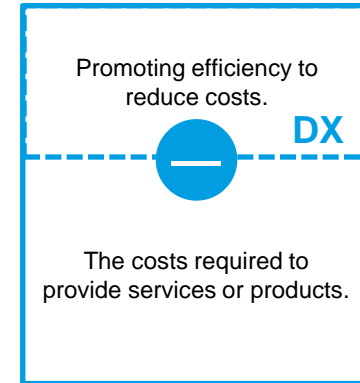 Promoting efficiency to
reduce costs.
DX
The costs required to
provide services or products.